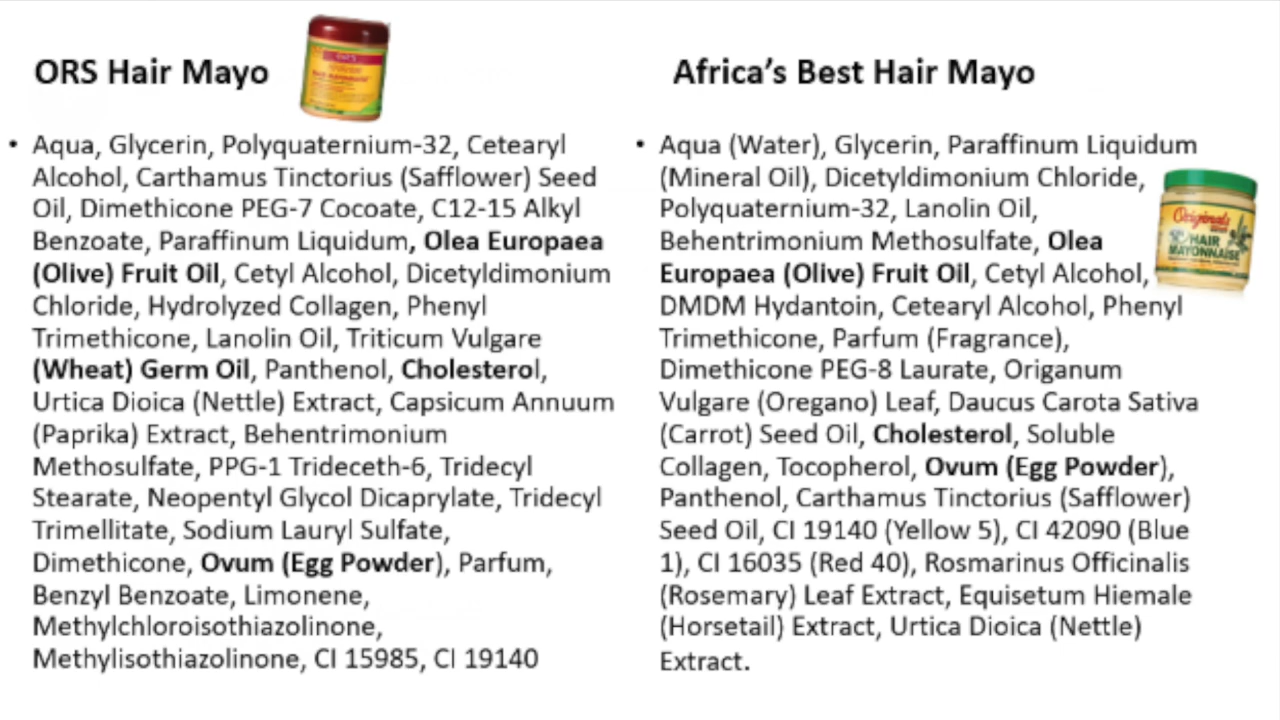 ORS Hair Mayo
• Aqua, Glycerin, Polyquaternium-32, Cetearyl
Alcohol, Carthamus Tinctorius (Safflower) Seed
Oil, Dimethicone PEG-7 Cocoate, C12-15 Alkyl
Benzoate, Paraffinum Liquidum, Olea Europaea
(Olive) Fruit Oil, Cetyl Alcohol, Dicetyldimonium
Chloride, Hydrolyzed Collagen, Phenyl
Trimethicone, Lanolin Oil, Triticum Vulgare
(Wheat) Germ Oil, Panthenol, Cholesterol,
Urtica Dioica (Nettle) Extract, Capsicum Annuum
(Paprika) Extract, Behentrimonium
Methosulfate, PPG-1 Trideceth-6, Tridecyl
Stearate, Neopentyl Glycol Dicaprylate, Tridecyl
Trimellitate, Sodium Lauryl Sulfate,
Dimethicone, Ovum (Egg Powder), Parfum,
Benzyl Benzoate, Limonene,
Methylchloroisothiazolinone,
Methylisothiazolinone, CI 15985, CI 19140
Africa's Best Hair Mayo
• Aqua (Water), Glycerin, Paraffinum Liquidum
(Mineral Oil), Dicetyldimonium Chloride,
Polyquaternium-32, Lanolin Oil,
Behentrimonium Methosulfate, Olea
Europaea (Olive) Fruit Oil, Cetyl Alcohol,
DMDM Hydantoin, Cetearyl Alcohol, Phenyl
Trimethicone, Parfum (Fragrance),
Dimethicone PEG-8 Laurate, Origanum
Vulgare (Oregano) Leaf, Daucus Carota Sativa
(Carrot) Seed Oil, Cholesterol, Soluble
Collagen, Tocopherol, Ovum (Egg Powder),
Panthenol, Carthamus Tinctorius (Safflower)
Seed Oil, CI 19140 (Yellow 5), CI 42090 (Blue
1), CI 16035 (Red 40), Rosmarinus Officinalis
(Rosemary) Leaf Extract, Equisetum Hiemale
(Horsetail) Extract, Urtica Dioica (Nettle)
Extract.
Originals
HAIR
MAYONNAISE